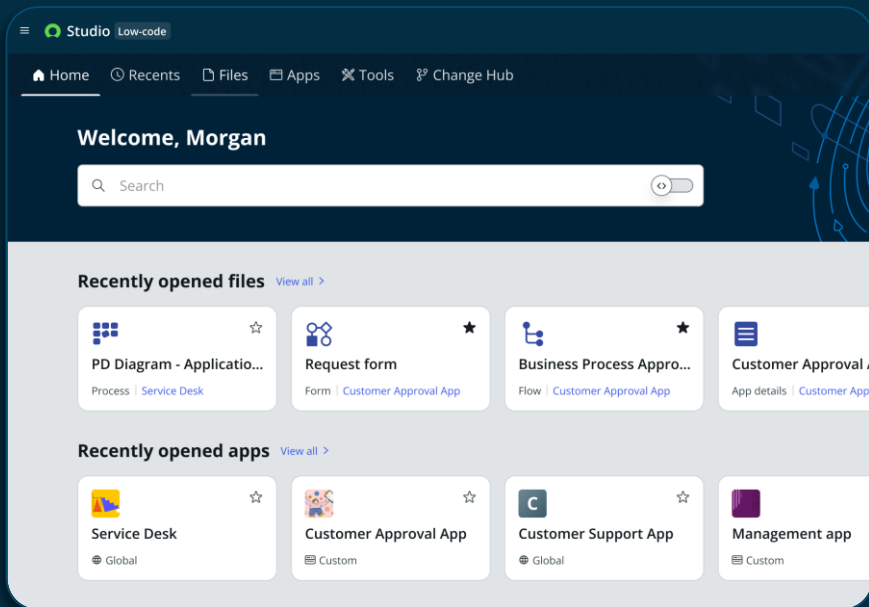 Studio Low-code
Home Recents Files Apps Tools Change Hub
Welcome, Morgan
Search
Recently opened files View all >
PD Diagram - Applicatio...
Process | Service Desk
Request form
Form | Customer Approval App
Business Process Appro...
Flow | Customer Approval App
Customer Approval
App details | Customer App
Recently opened apps View all >
Service Desk
Global
Customer Approval App
Custom
C
Customer Support App
Global
Management app
Custom